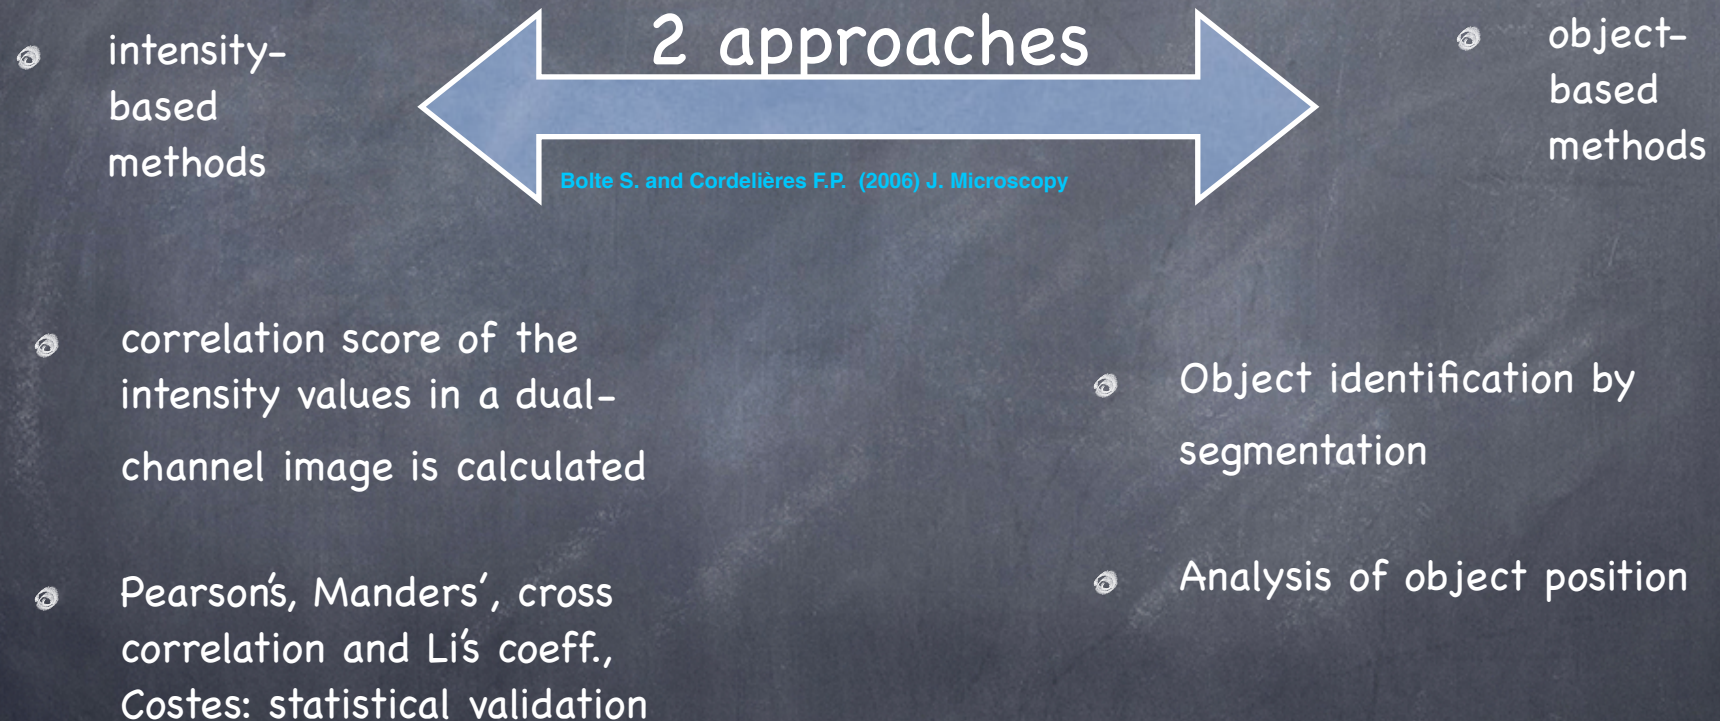 2 approaches
intensity-
based
methods
object-
based
methods
Bolte S. and Cordelières F.P. (2006) J. Microscopy
correlation score of the
intensity values in a dual-
channel image is calculated
Pearson's, Manders', cross
correlation and Li's coeff.,
Costes: statistical validation
Object identification by
segmentation
Analysis of object position